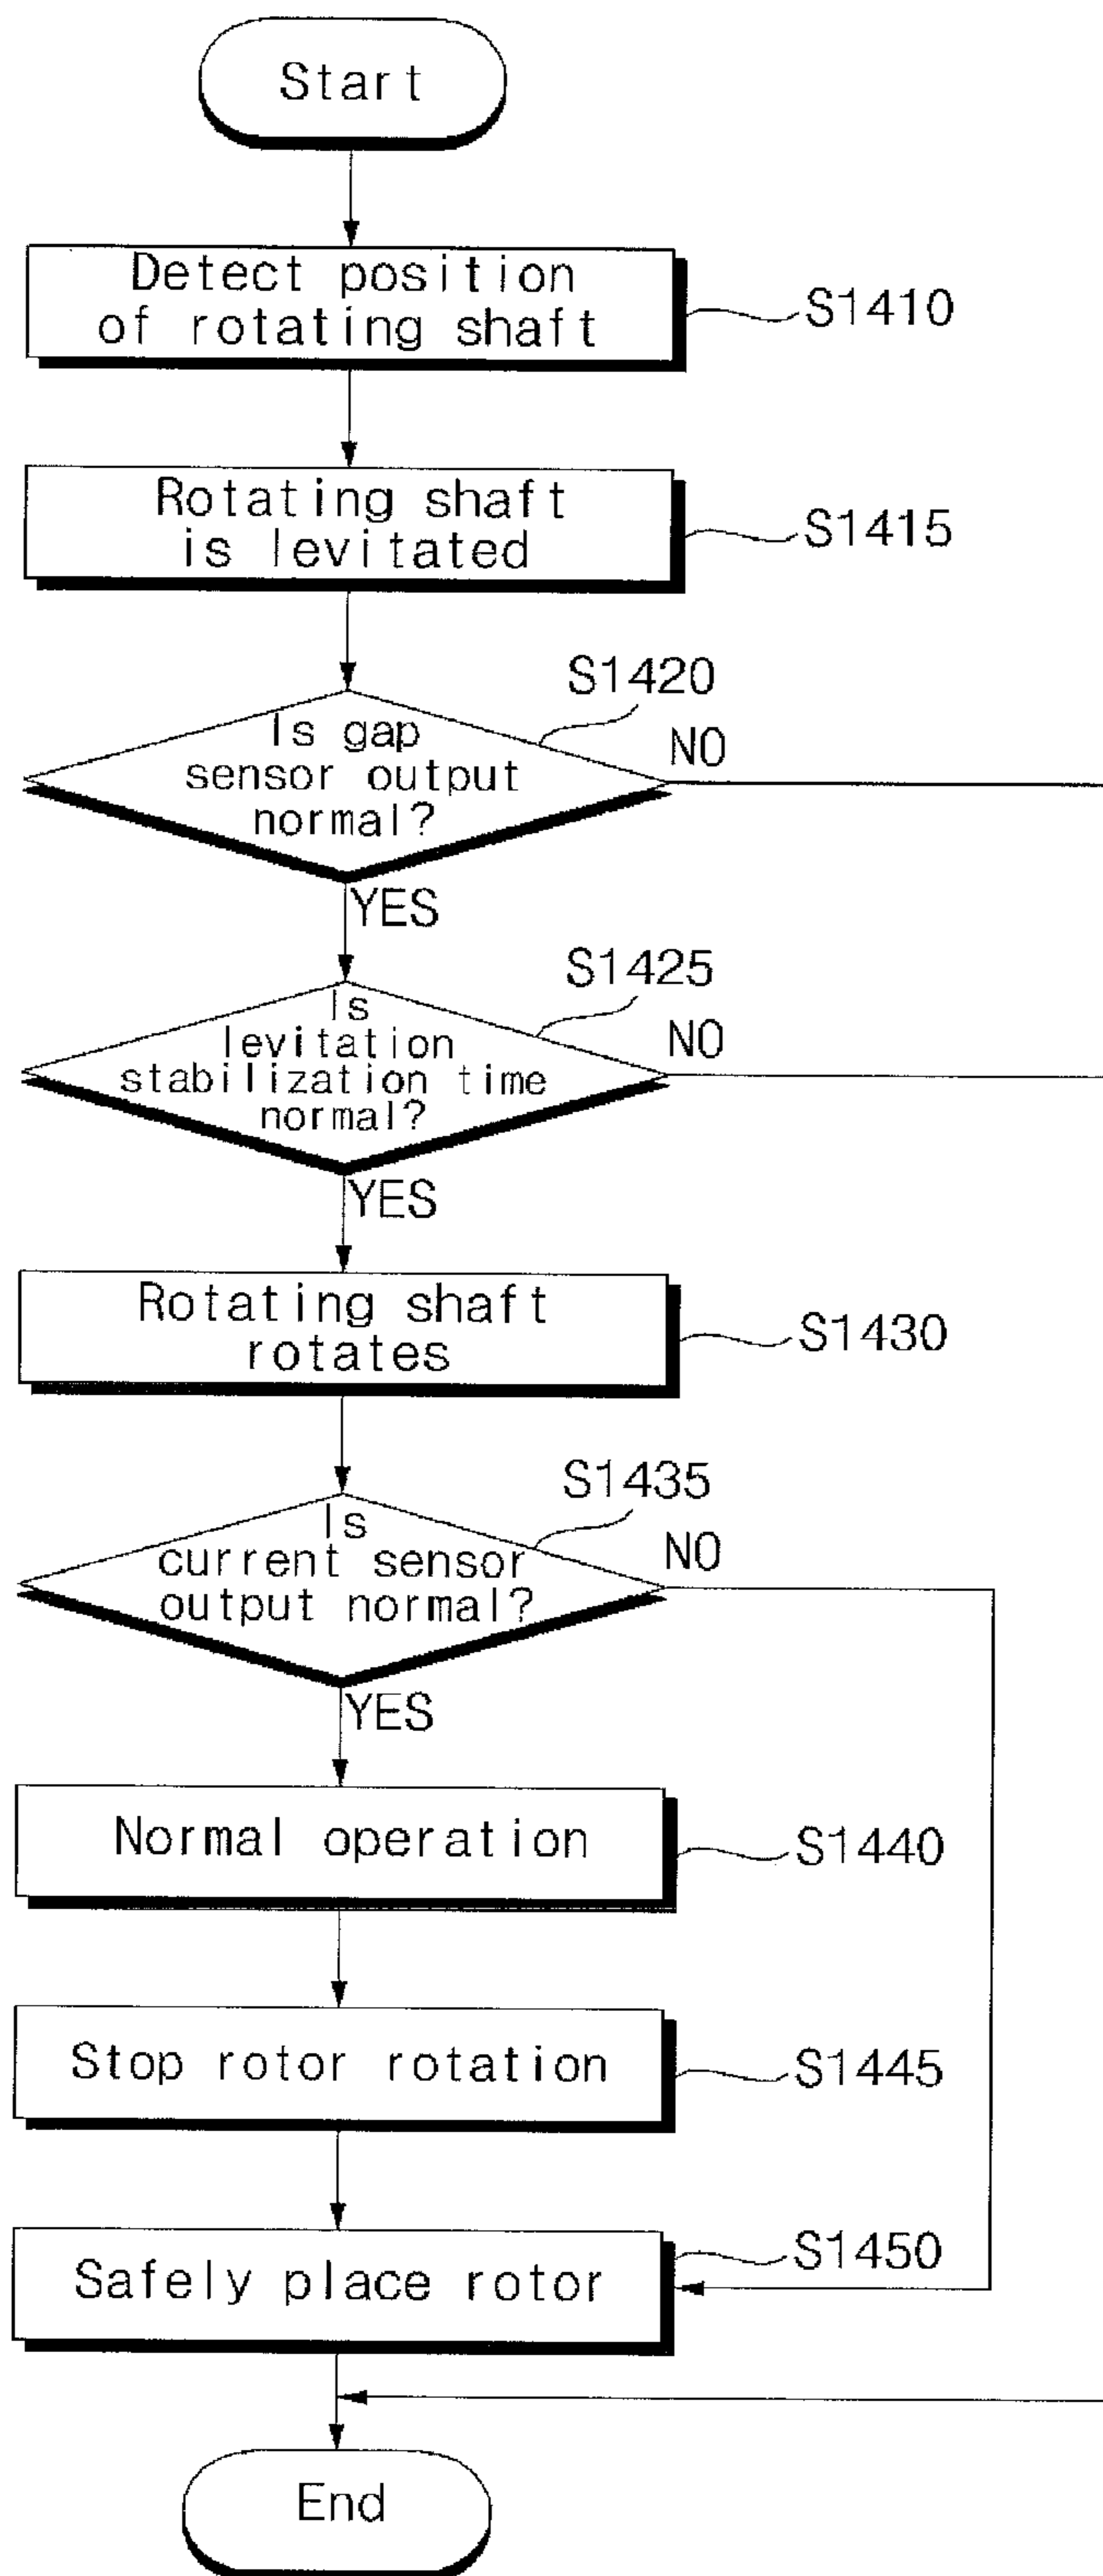 Start
Detect position
of rotating shaft
S1410
Rotating shaft
is levitated
S1415
S1420
Is gap
sensor output
normal?
NO
YES
S1425
Is
levitation
stabilization time
normal?
NO
YES
Rotating shaft
rotates
S1430
S1435
Is
current sensor
output normal?
NO
YES
Normal operation
S1440
Stop rotor rotation
S1445
Safely place rotor
S1450
End